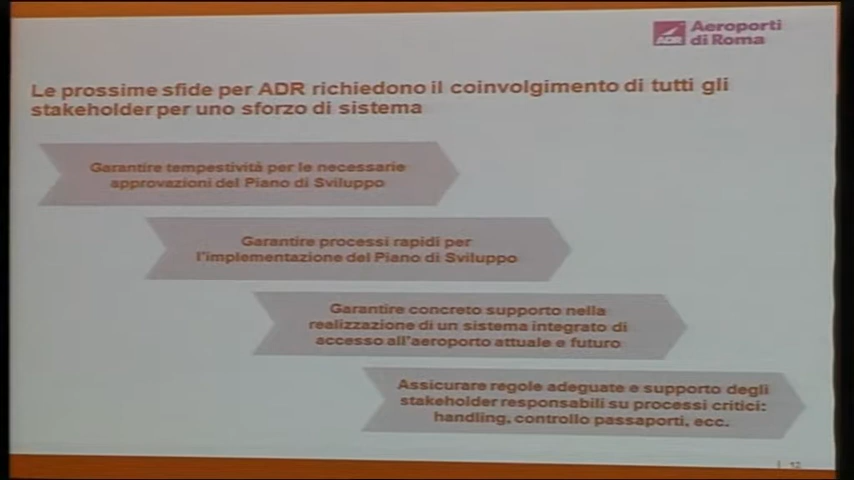 ADR
Aeroporti
di Roma
Le prossime sfide per ADR richiedono il coinvolgimento di tutti gli
stakeholder per uno sforzo di sistema
Garantire tempestività per le necessarie
approvazioni del Piano di Sviluppo
Garantire processi rapidi per
l'implementazione del Piano di Sviluppo
Garantire concreto supporto nella
realizzazione di un sistema integrato di
accesso all'aeroporto attuale e futuro
Assicurare regole adeguate e supporto degli
stakeholder responsabili su processi critici:
handling, controllo passaporti, ecc.